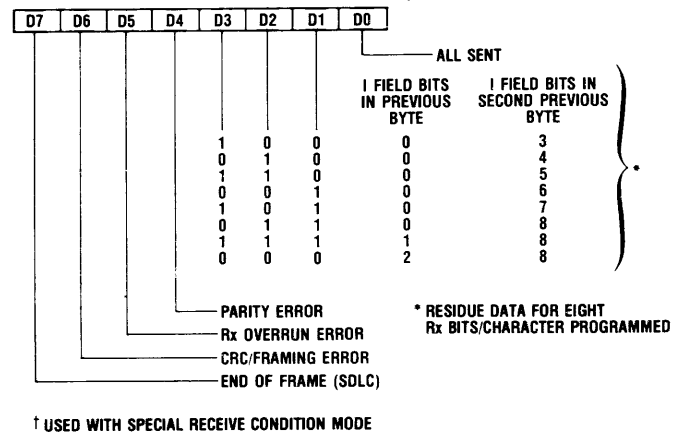 D7 D6 D5 D4 D3 D2 D1 D0
ALL SENT
I FIELD BITS IN PREVIOUS BYTE
I FIELD BITS IN SECOND PREVIOUS BYTE
1 0 0 0 3
0 1 0 0 4
1 1 0 0 5
0 0 1 0 6
1 0 1 0 7
0 1 1 0 8
1 1 1 1 8
0 0 0 2 8
*
PARITY ERROR
Rx OVERRUN ERROR
CRC/FRAMING ERROR
END OF FRAME (SDLC)
* RESIDUE DATA FOR EIGHT
Rx BITS/CHARACTER PROGRAMMED
† USED WITH SPECIAL RECEIVE CONDITION MODE